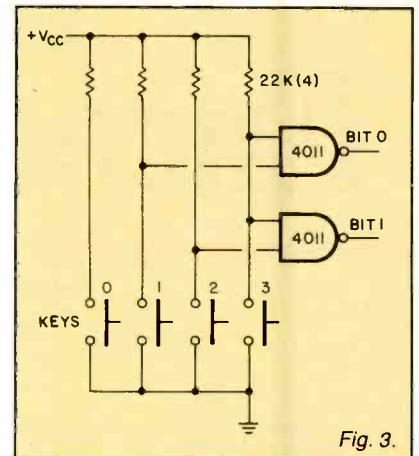 +VCC
22K(4)
4011
BIT 0
4011
BIT 1
0
1
2
3
KEYS
Fig. 3.